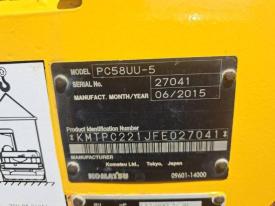 MODEL PC58UU-5
SERIAL NO. 27041
MANUFACT. MONTH / YEAR 06/2015
Product Identification Number
*KMTPC221JFE027041*
MANUFACTURER
Komatsu Ltd., Tokyo, Japan
KOMATSU 09601-14000